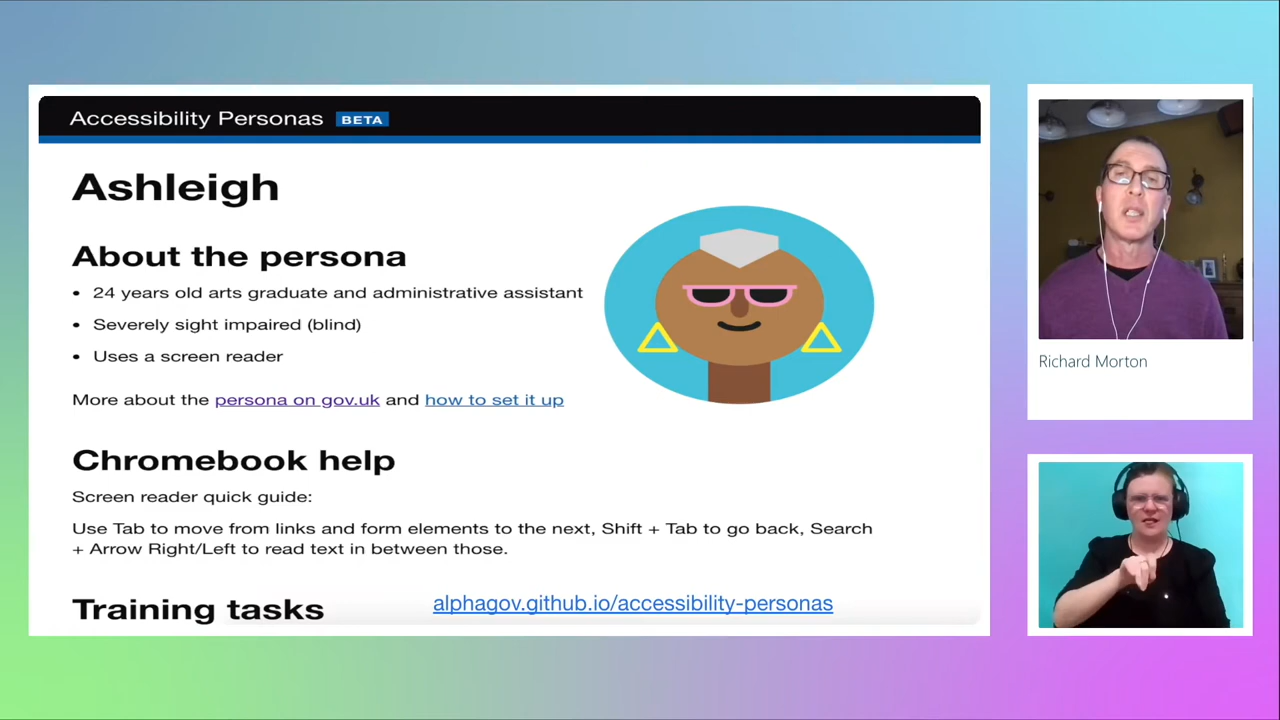 Accessibility Personas BETA
Ashleigh
About the persona
• 24 years old arts graduate and administrative assistant
• Severely sight impaired (blind)
• Uses a screen reader
More about the persona on gov.uk and how to set it up
Chromebook help
Screen reader quick guide:
Use Tab to move from links and form elements to the next, Shift + Tab to go back, Search
+ Arrow Right/Left to read text in between those.
Training tasks
alphagov.github.io/accessibility-personas
Richard Morton